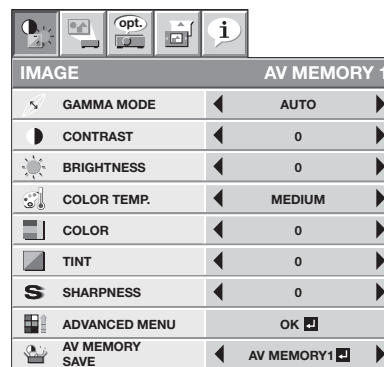 opt.
i
IMAGE AV MEMORY 1
GAMMA MODE AUTO
CONTRAST 0
BRIGHTNESS 0
COLOR TEMP. MEDIUM
COLOR 0
TINT 0
S SHARPNESS 0
ADVANCED MENU OK
AV MEMORY
SAVE AV MEMORY1